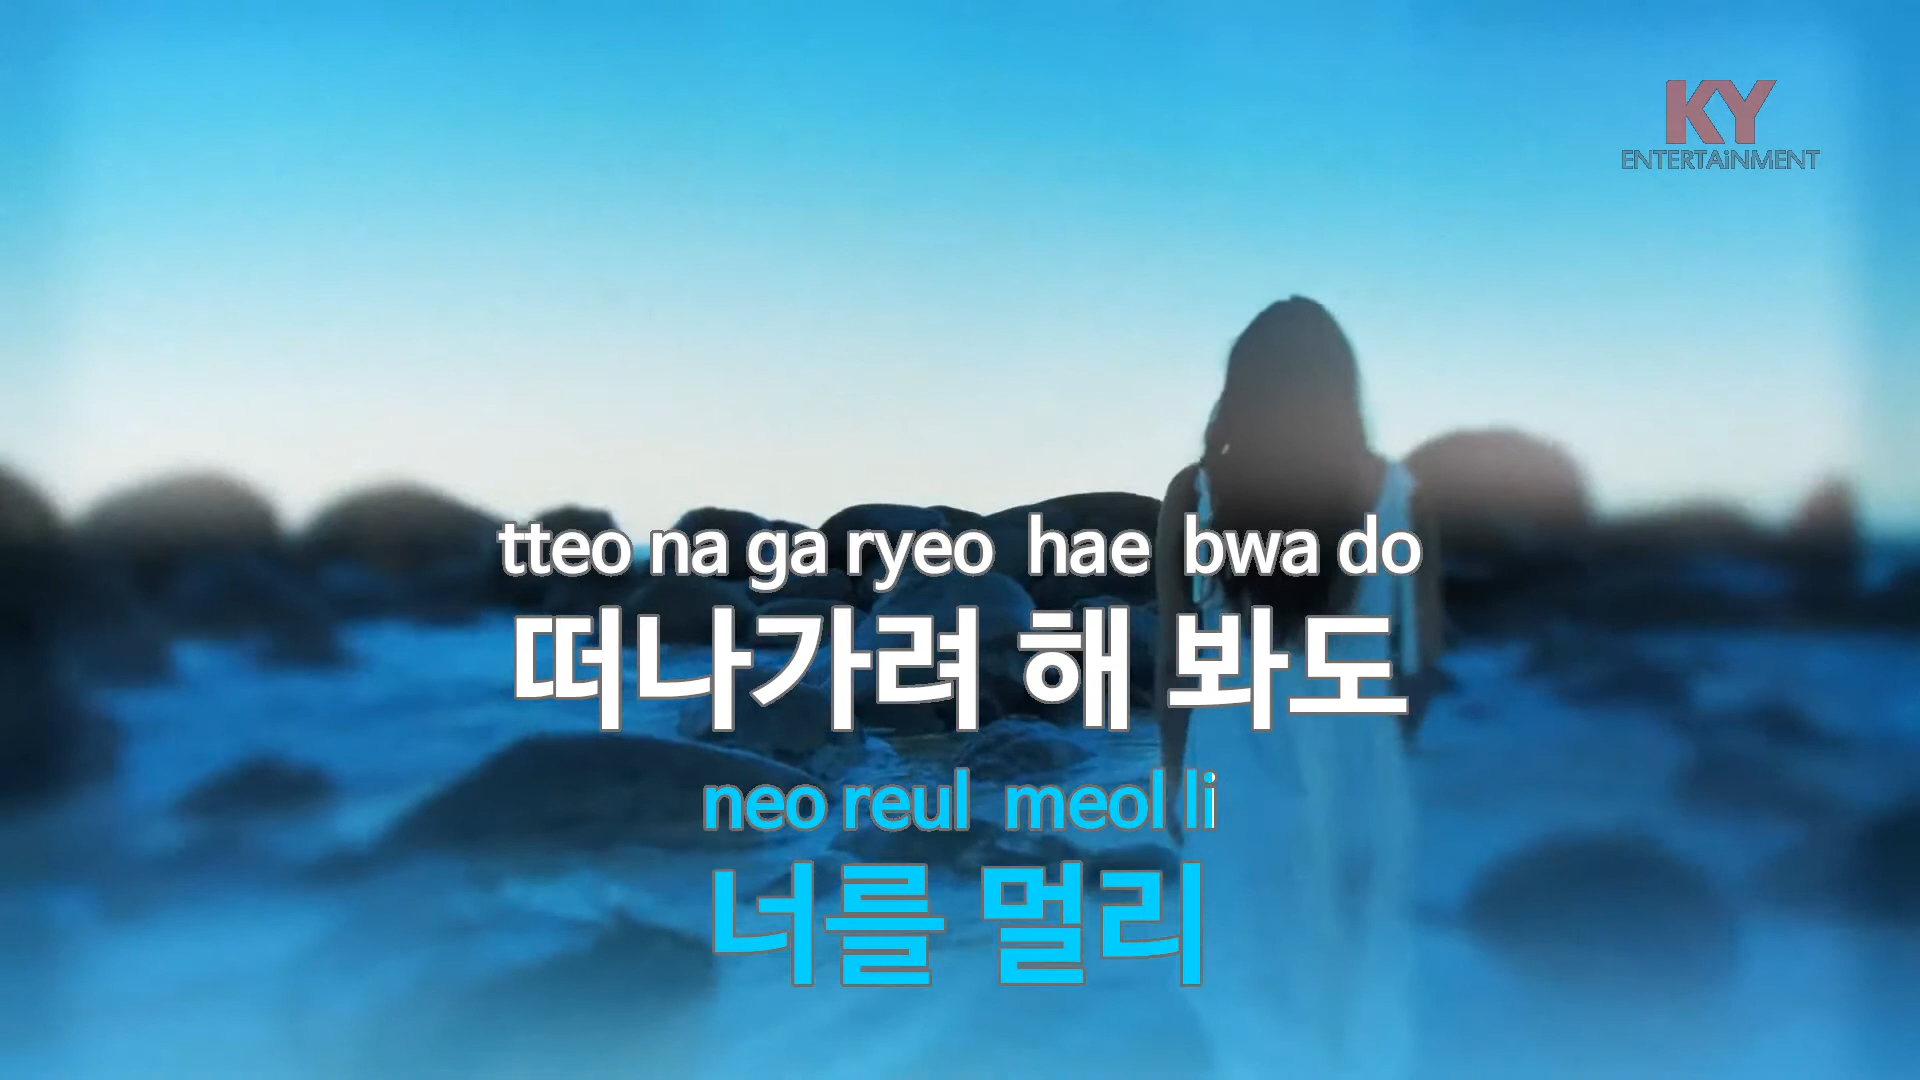 KY
ENTERTAiNMENT
tteo na ga ryeo hae bwa do
떠나가려 해 봐도
neo reul meol li
너를 멀리